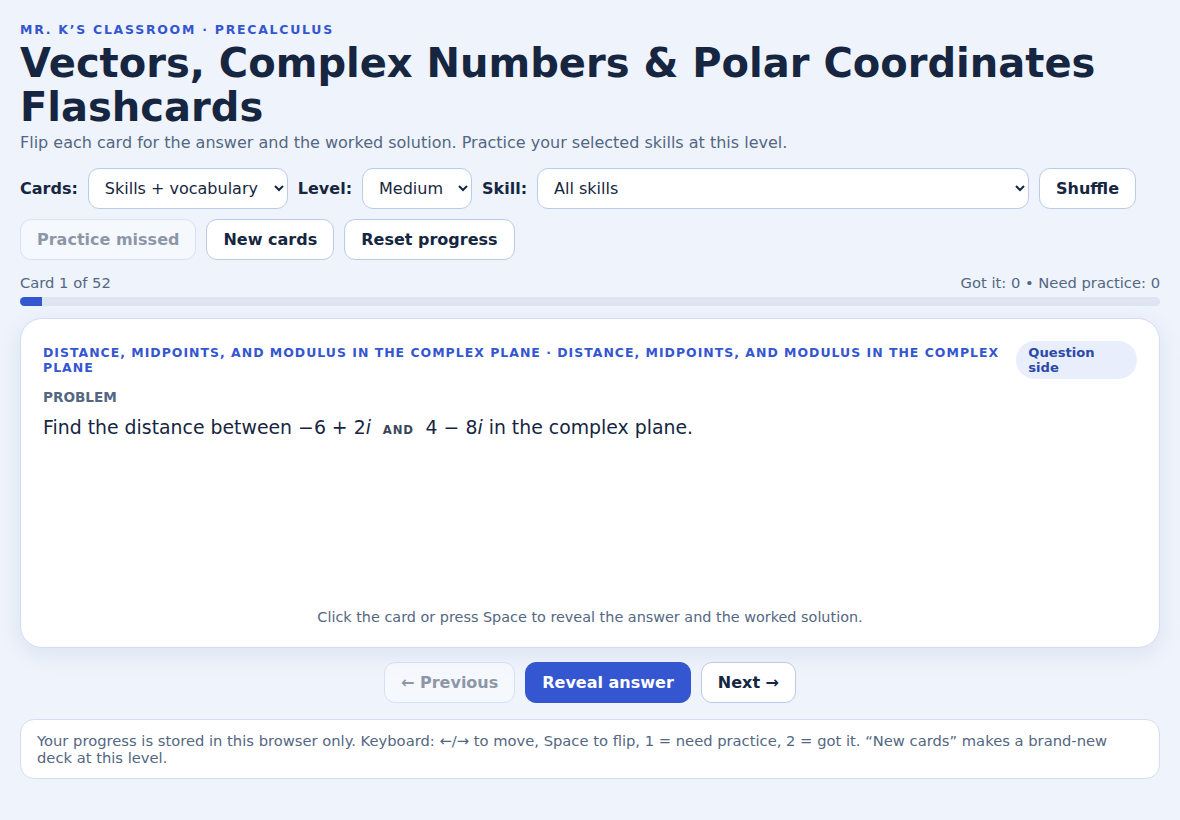 MR. K’S CLASSROOM · PRECALCULUS
Vectors, Complex Numbers & Polar Coordinates
Flashcards
Flip each card for the answer and the worked solution. Practice your selected skills at this level.
Cards: Skills + vocabulary Level: Medium Skill: All skills Shuffle
Practice missed New cards Reset progress
Card 1 of 52 Got it: 0 • Need practice: 0
DISTANCE, MIDPOINTS, AND MODULUS IN THE COMPLEX PLANE · DISTANCE, MIDPOINTS, AND MODULUS IN THE COMPLEX
PLANE
Question
side
PROBLEM
Find the distance between −6 + 2i AND 4 − 8i in the complex plane.
Click the card or press Space to reveal the answer and the worked solution.
← Previous Reveal answer Next →
Your progress is stored in this browser only. Keyboard: ←/→ to move, Space to flip, 1 = need practice, 2 = got it. “New cards” makes a brand-new
deck at this level.